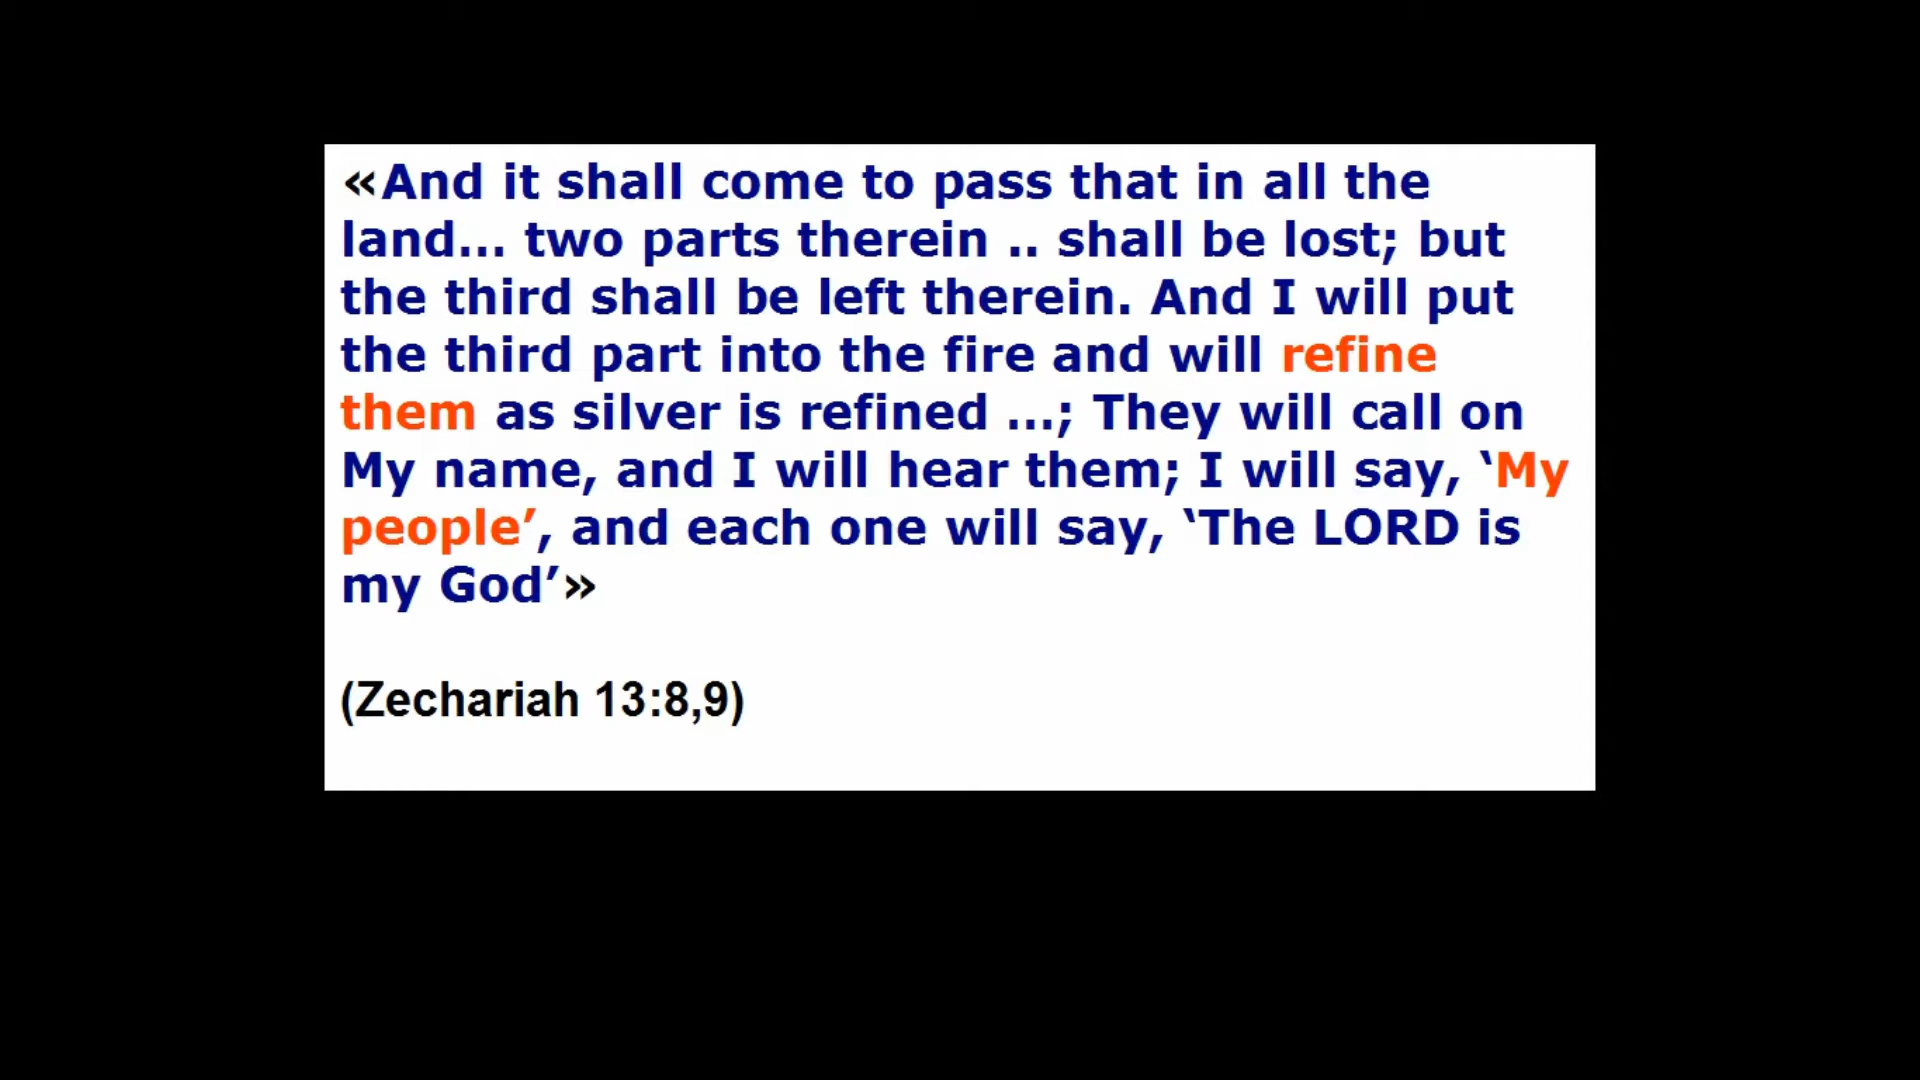 «And it shall come to pass that in all the
land... two parts therein .. shall be lost; but
the third shall be left therein. And I will put
the third part into the fire and will refine
them as silver is refined ...; They will call on
My name, and I will hear them; I will say, ‘My
people’, and each one will say, ‘The LORD is
my God’»
(Zechariah 13:8,9)